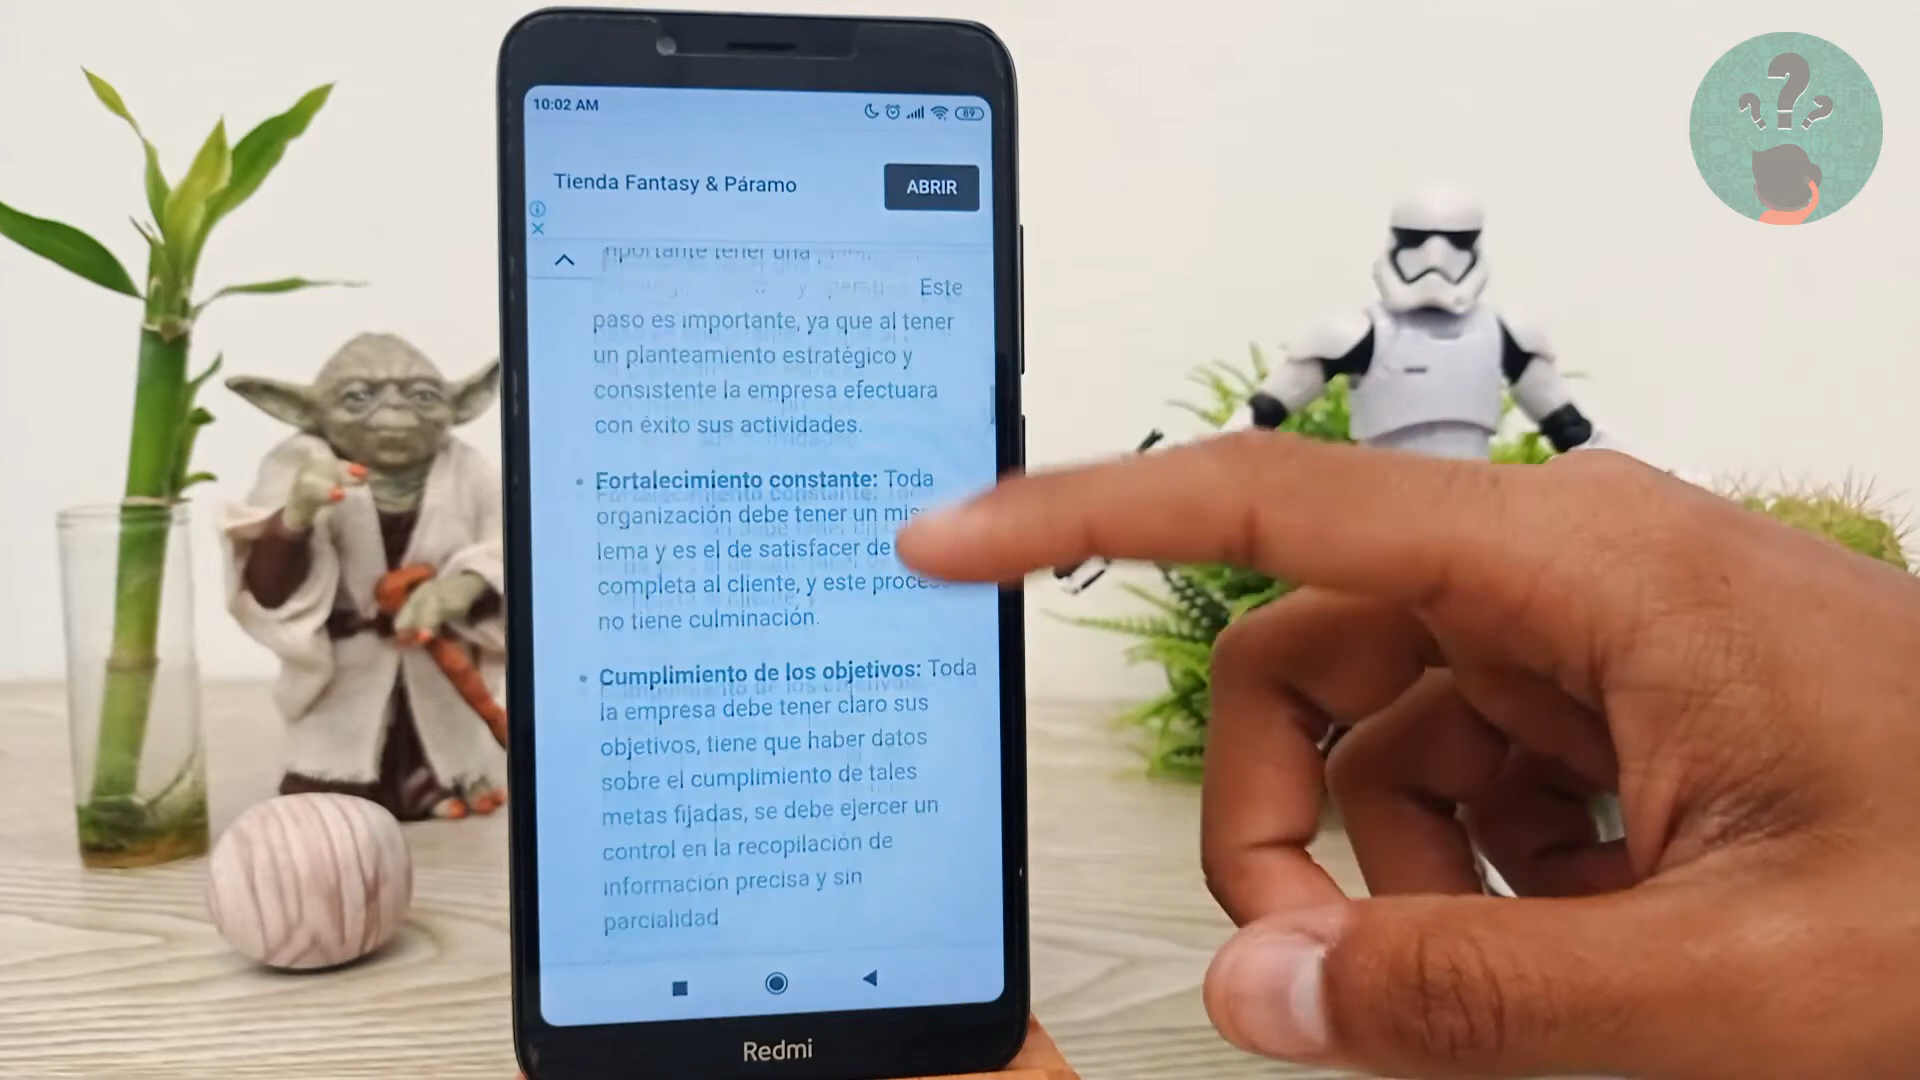 10:02 AM
89
Tienda Fantasy & Páramo
ABRIR
tener una
Este
paso es importante, ya que al tener
un planteamiento estratégico y
consistente la empresa efectuara
con éxito sus actividades.
• Fortalecimiento constante: Toda
organización debe tener un
lema y es el de satisfacer de
completa al cliente, y este
no tiene culminación.
• Cumplimiento de los objetivos: Toda
la empresa debe tener claro sus
objetivos, tiene que haber datos
sobre el cumplimiento de tales
metas fijadas, se debe ejercer un
control en la recopilación de
información precisa y sin
parcialidad
Redmi